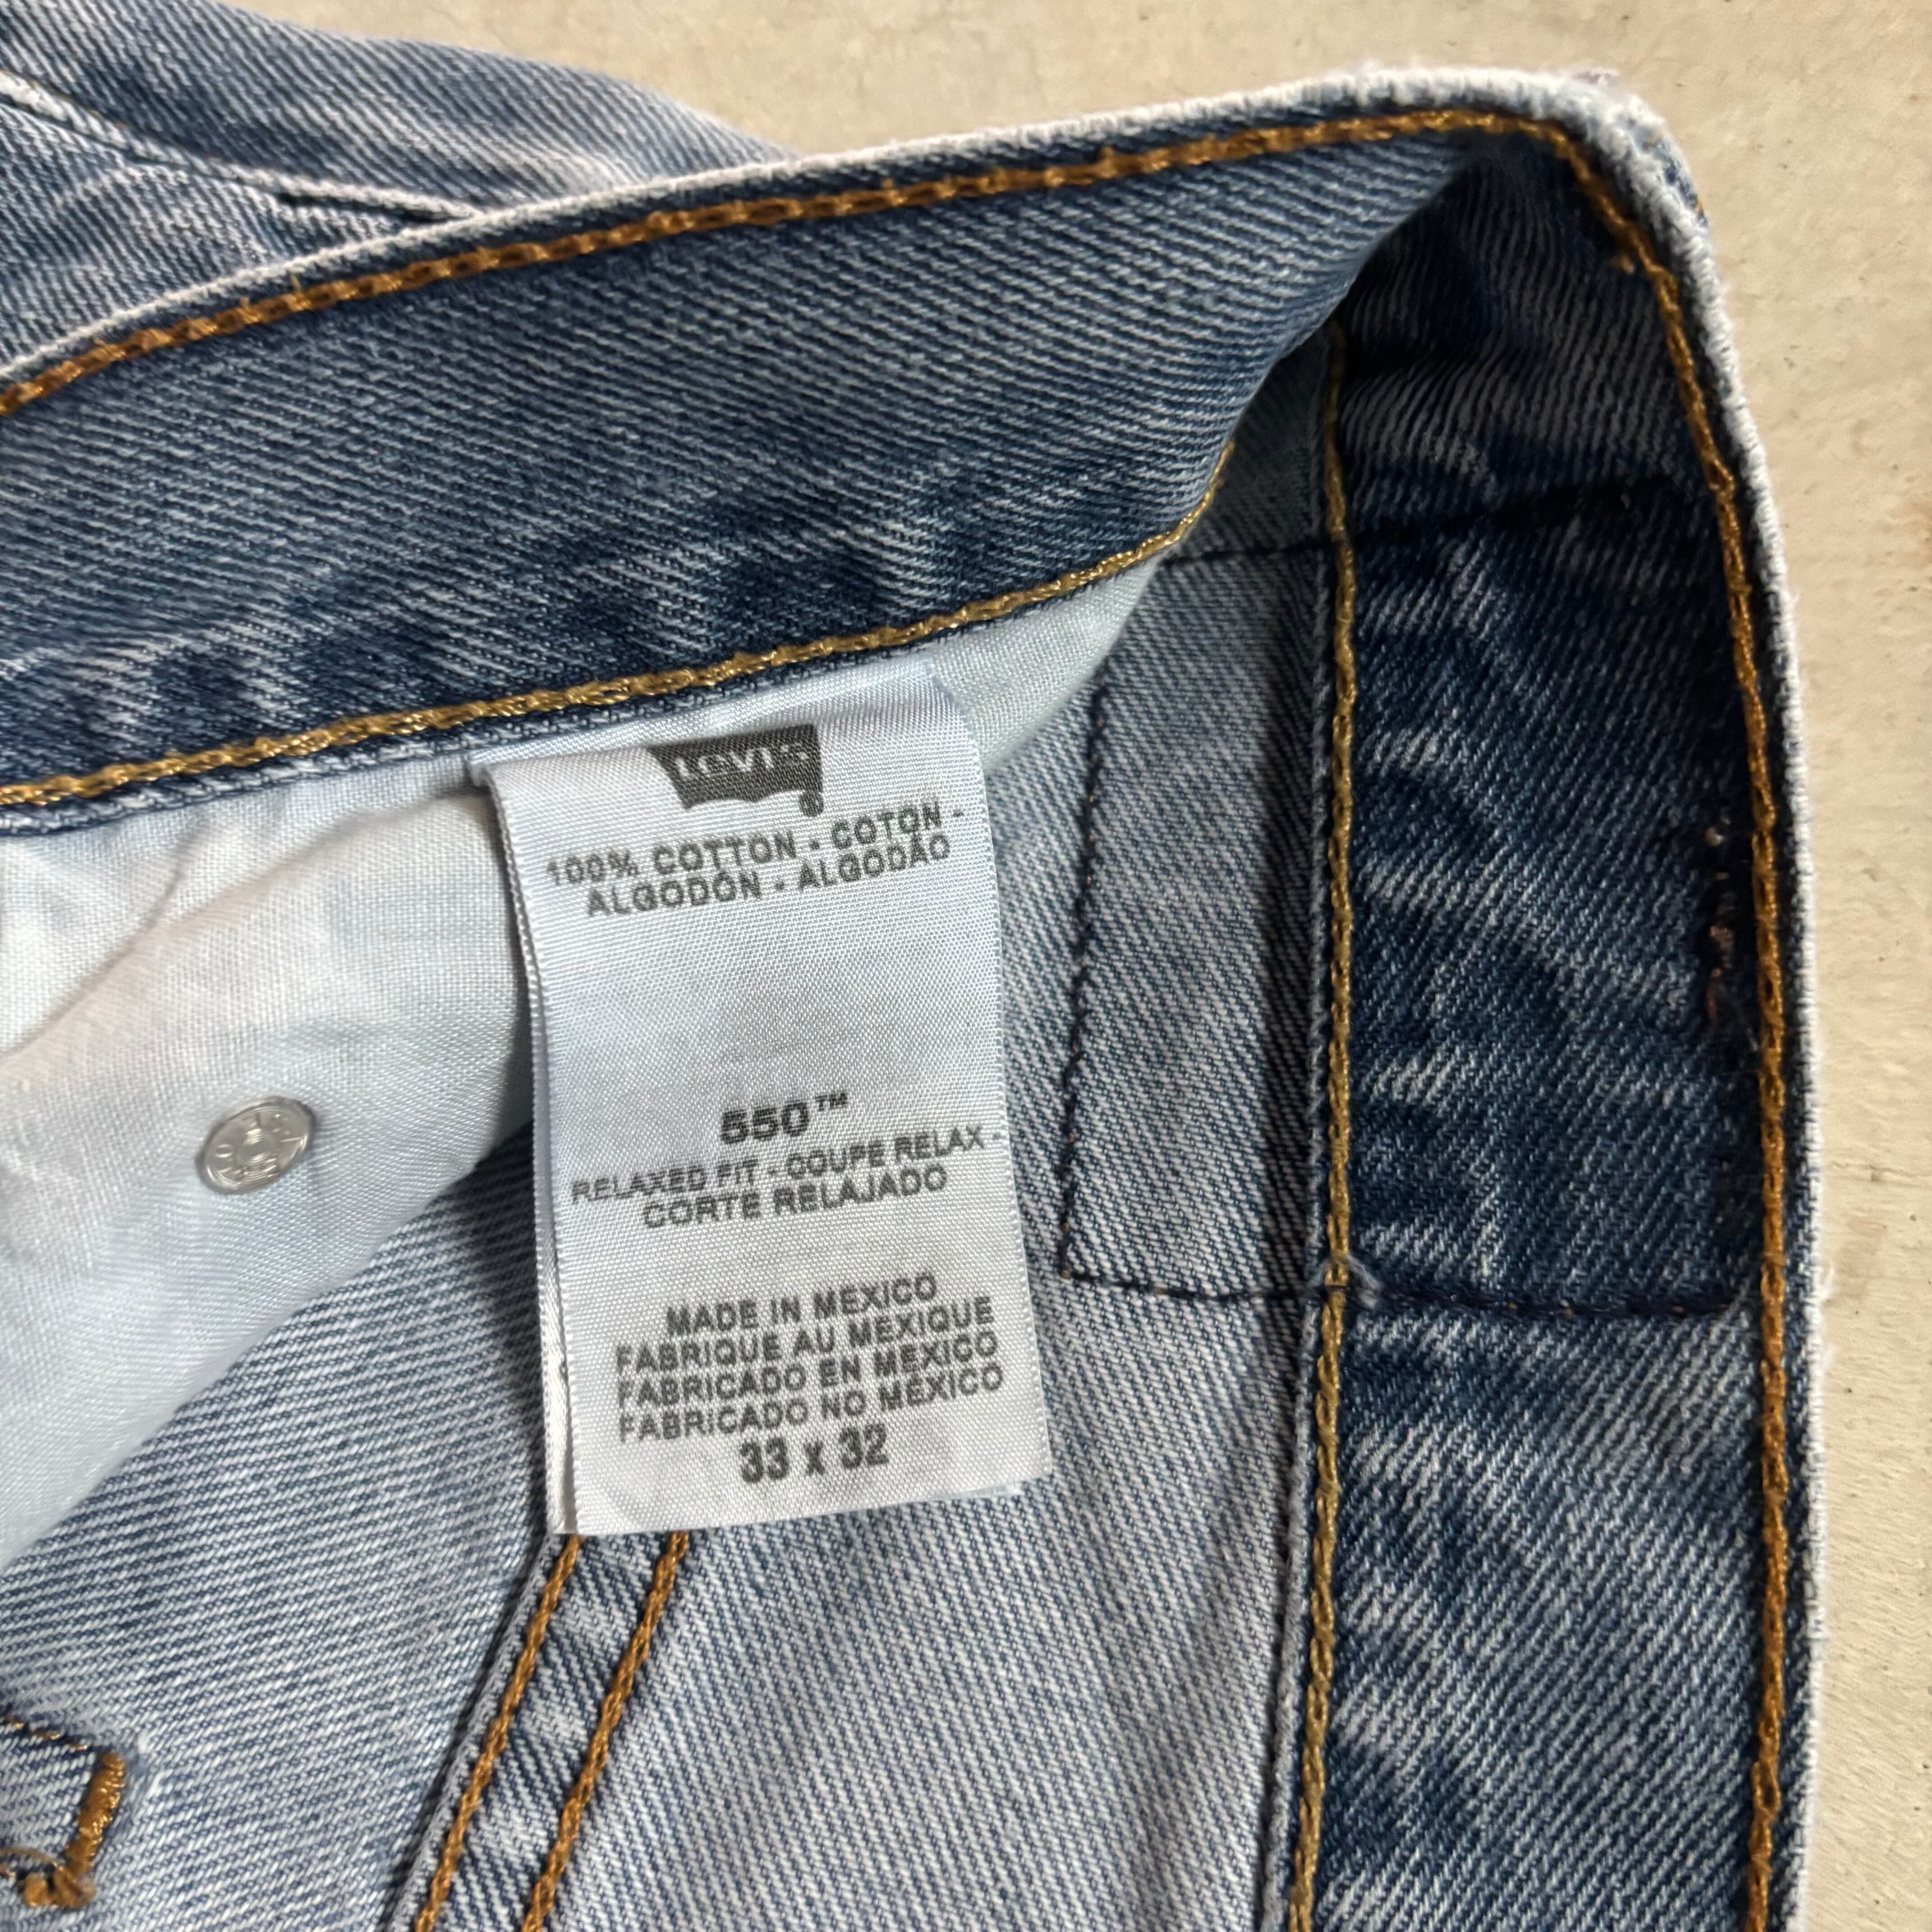 Levi's
100% COTTON - COTON -
ALGODÓN - ALGODÃO
550™
RELAXED FIT - COUPE RELAX -
CORTE RELAJADO
MADE IN MEXICO
FABRIQUE AU MEXIQUE
FABRICADO EN MEXICO
FABRICADO NO MÉXICO
33 x 32